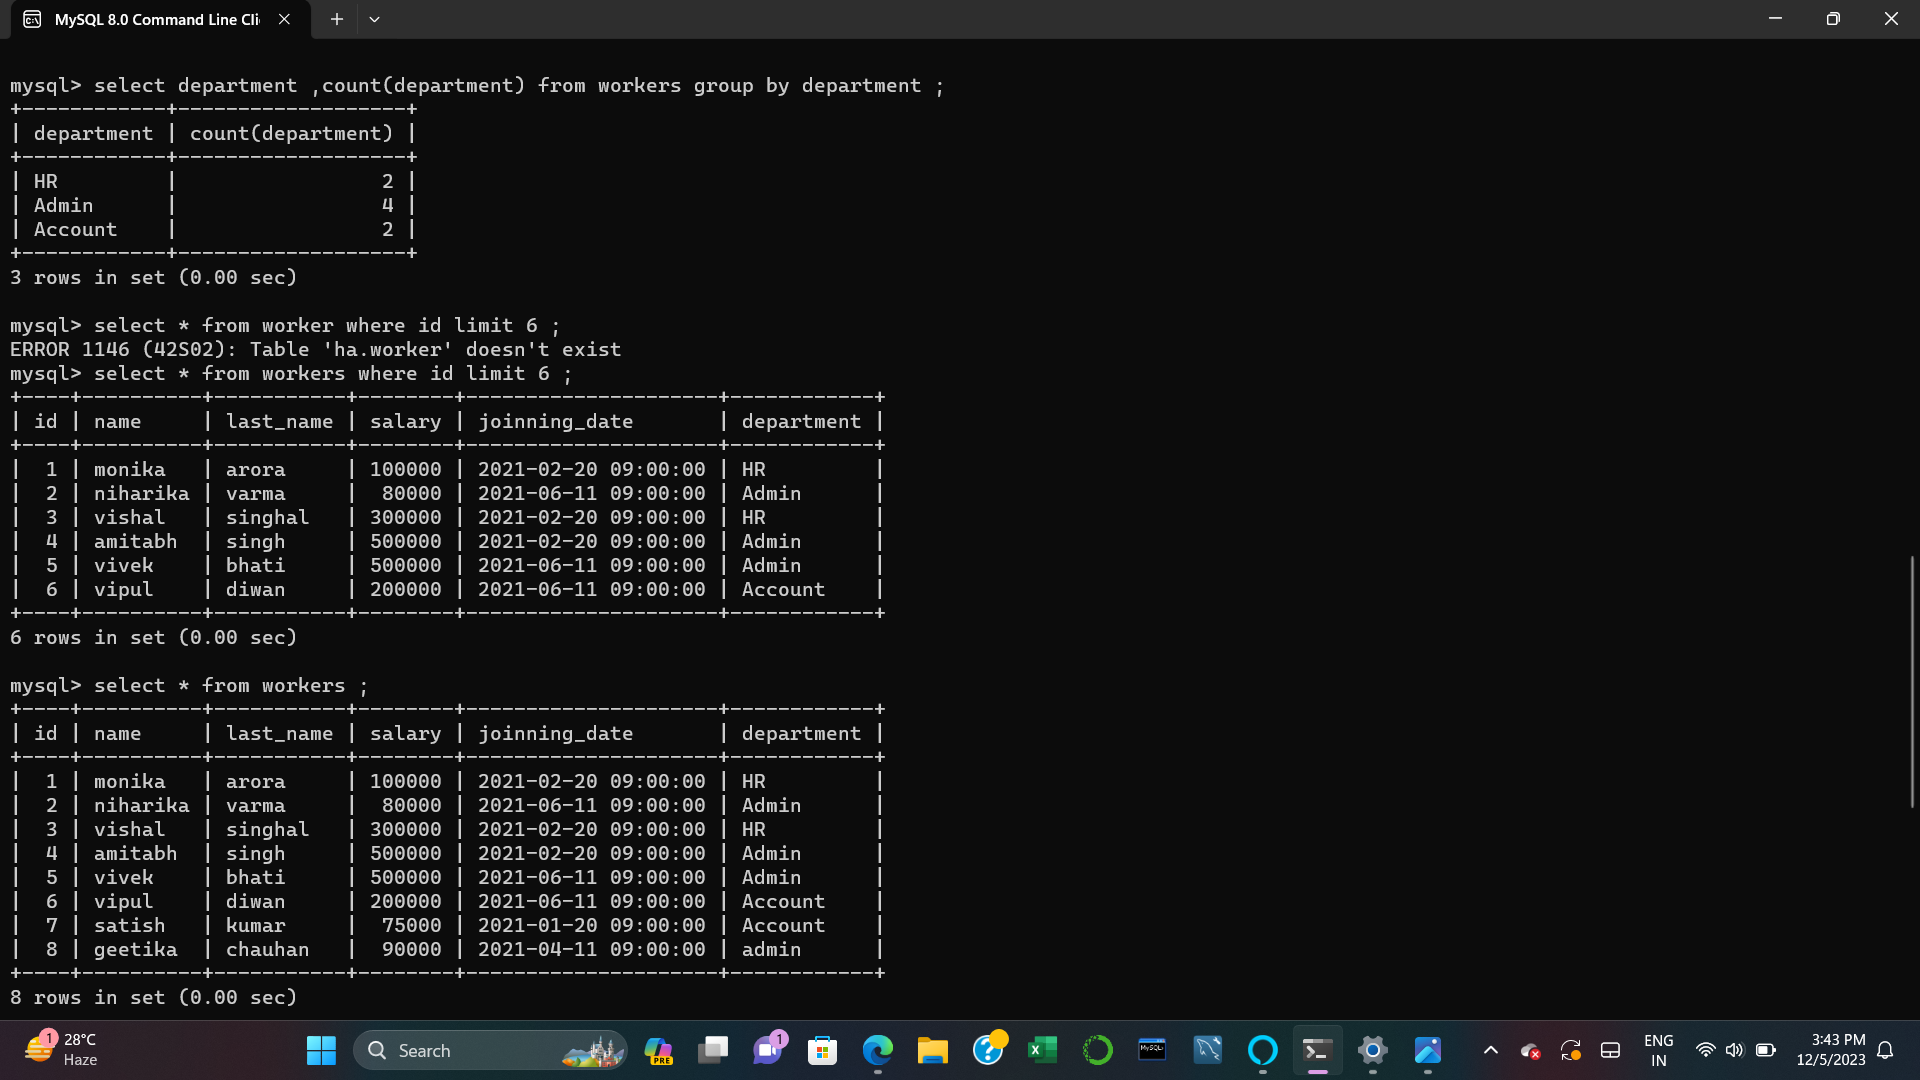 MySQL 8.0 Command Line Cli
mysql> select department ,count(department) from workers group by department ;
+------------+-------------------+
| department | count(department) |
+------------+-------------------+
| HR         |                 2 |
| Admin      |                 4 |
| Account    |                 2 |
+------------+-------------------+
3 rows in set (0.00 sec)
mysql> select * from worker where id limit 6 ;
ERROR 1146 (42S02): Table 'ha.worker' doesn't exist
mysql> select * from workers where id limit 6 ;
+----+----------+-----------+--------+---------------------+------------+
| id | name     | last_name | salary | joinning_date       | department |
+----+----------+-----------+--------+---------------------+------------+
|  1 | monika   | arora     | 100000 | 2021-02-20 09:00:00 | HR         |
|  2 | niharika | varma     |  80000 | 2021-06-11 09:00:00 | Admin      |
|  3 | vishal   | singhal   | 300000 | 2021-02-20 09:00:00 | HR         |
|  4 | amitabh  | singh     | 500000 | 2021-02-20 09:00:00 | Admin      |
|  5 | vivek    | bhati     | 500000 | 2021-06-11 09:00:00 | Admin      |
|  6 | vipul    | diwan     | 200000 | 2021-06-11 09:00:00 | Account    |
+----+----------+-----------+--------+---------------------+------------+
6 rows in set (0.00 sec)
mysql> select * from workers ;
+----+----------+-----------+--------+---------------------+------------+
| id | name     | last_name | salary | joinning_date       | department |
+----+----------+-----------+--------+---------------------+------------+
|  1 | monika   | arora     | 100000 | 2021-02-20 09:00:00 | HR         |
|  2 | niharika | varma     |  80000 | 2021-06-11 09:00:00 | Admin      |
|  3 | vishal   | singhal   | 300000 | 2021-02-20 09:00:00 | HR         |
|  4 | amitabh  | singh     | 500000 | 2021-02-20 09:00:00 | Admin      |
|  5 | vivek    | bhati     | 500000 | 2021-06-11 09:00:00 | Admin      |
|  6 | vipul    | diwan     | 200000 | 2021-06-11 09:00:00 | Account    |
|  7 | satish   | kumar     |  75000 | 2021-01-20 09:00:00 | Account    |
|  8 | geetika  | chauhan   |  90000 | 2021-04-11 09:00:00 | admin      |
+----+----------+-----------+--------+---------------------+------------+
8 rows in set (0.00 sec)
1
28°C
Haze
Search
PRE
1
MySQL
ENG
IN
3:43 PM
12/5/2023